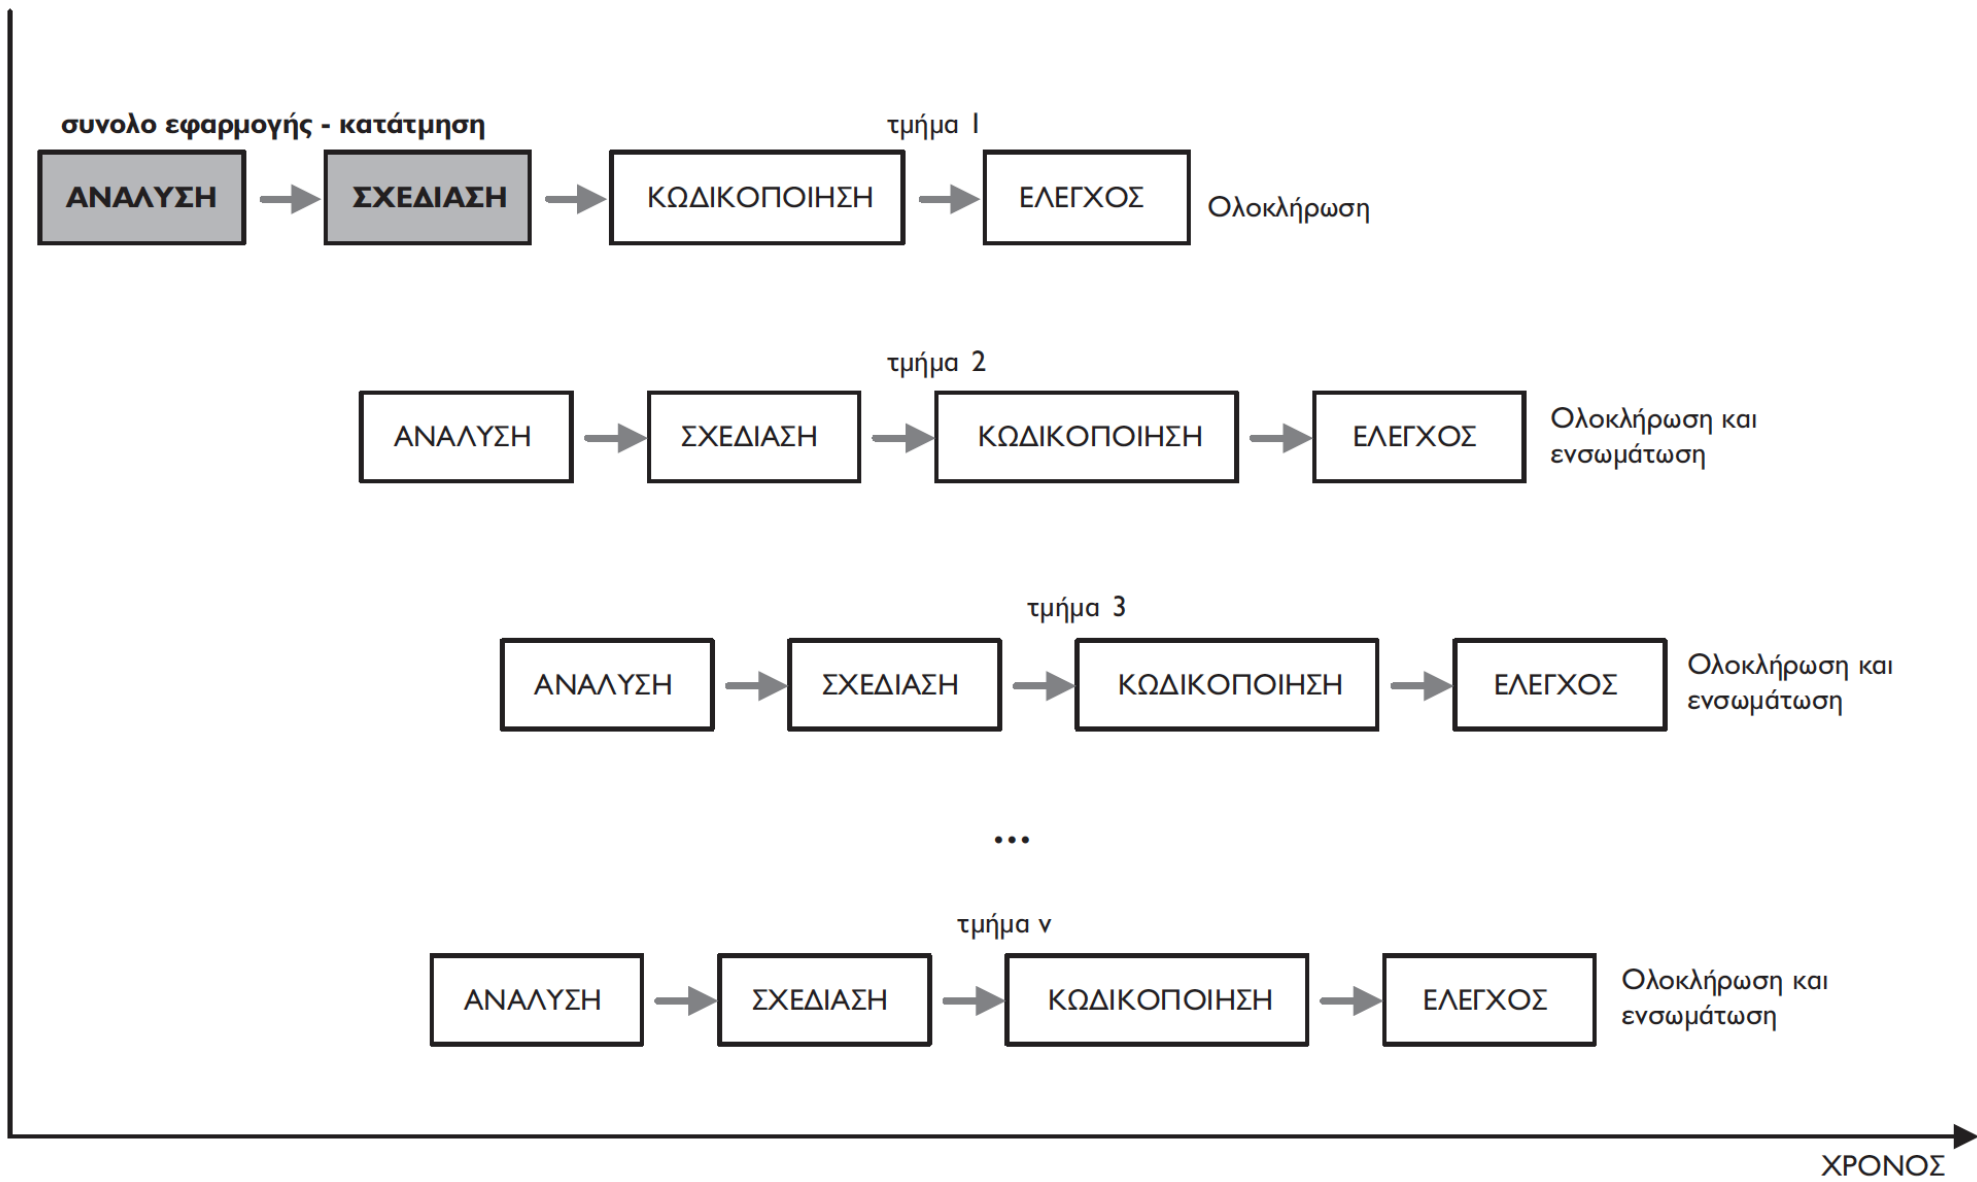 συνολο εφαρμογής - κατάτμηση
τμήμα 1
ΑΝΑΛΥΣΗ
ΣΧΕΔΙΑΣΗ
ΚΩΔΙΚΟΠΟΙΗΣΗ
ΕΛΕΓΧΟΣ
Ολοκλήρωση
τμήμα 2
ΑΝΑΛΥΣΗ
ΣΧΕΔΙΑΣΗ
ΚΩΔΙΚΟΠΟΙΗΣΗ
ΕΛΕΓΧΟΣ
Ολοκλήρωση και
ενσωμάτωση
τμήμα 3
ΑΝΑΛΥΣΗ
ΣΧΕΔΙΑΣΗ
ΚΩΔΙΚΟΠΟΙΗΣΗ
ΕΛΕΓΧΟΣ
Ολοκλήρωση και
ενσωμάτωση
...
τμήμα ν
ΑΝΑΛΥΣΗ
ΣΧΕΔΙΑΣΗ
ΚΩΔΙΚΟΠΟΙΗΣΗ
ΕΛΕΓΧΟΣ
Ολοκλήρωση και
ενσωμάτωση
ΧΡΟΝΟΣ